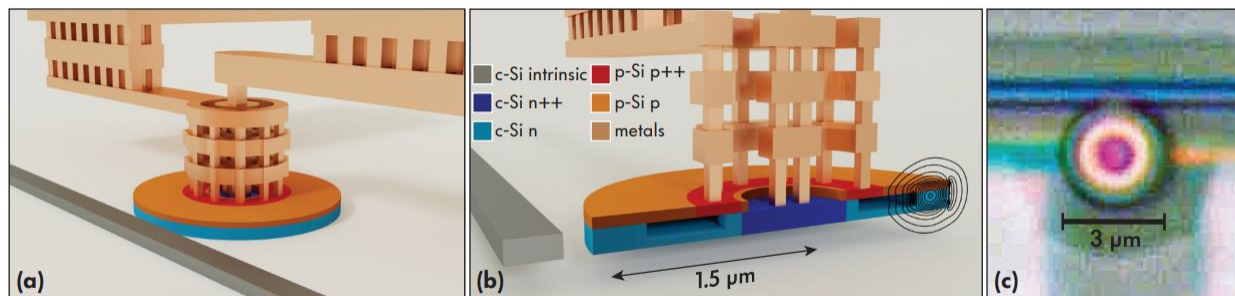 c-Si intrinsic
p-Si p++
c-Si n++
p-Si p
c-Si n
metals
1.5 μm
3 μm
(a)
(b)
(c)